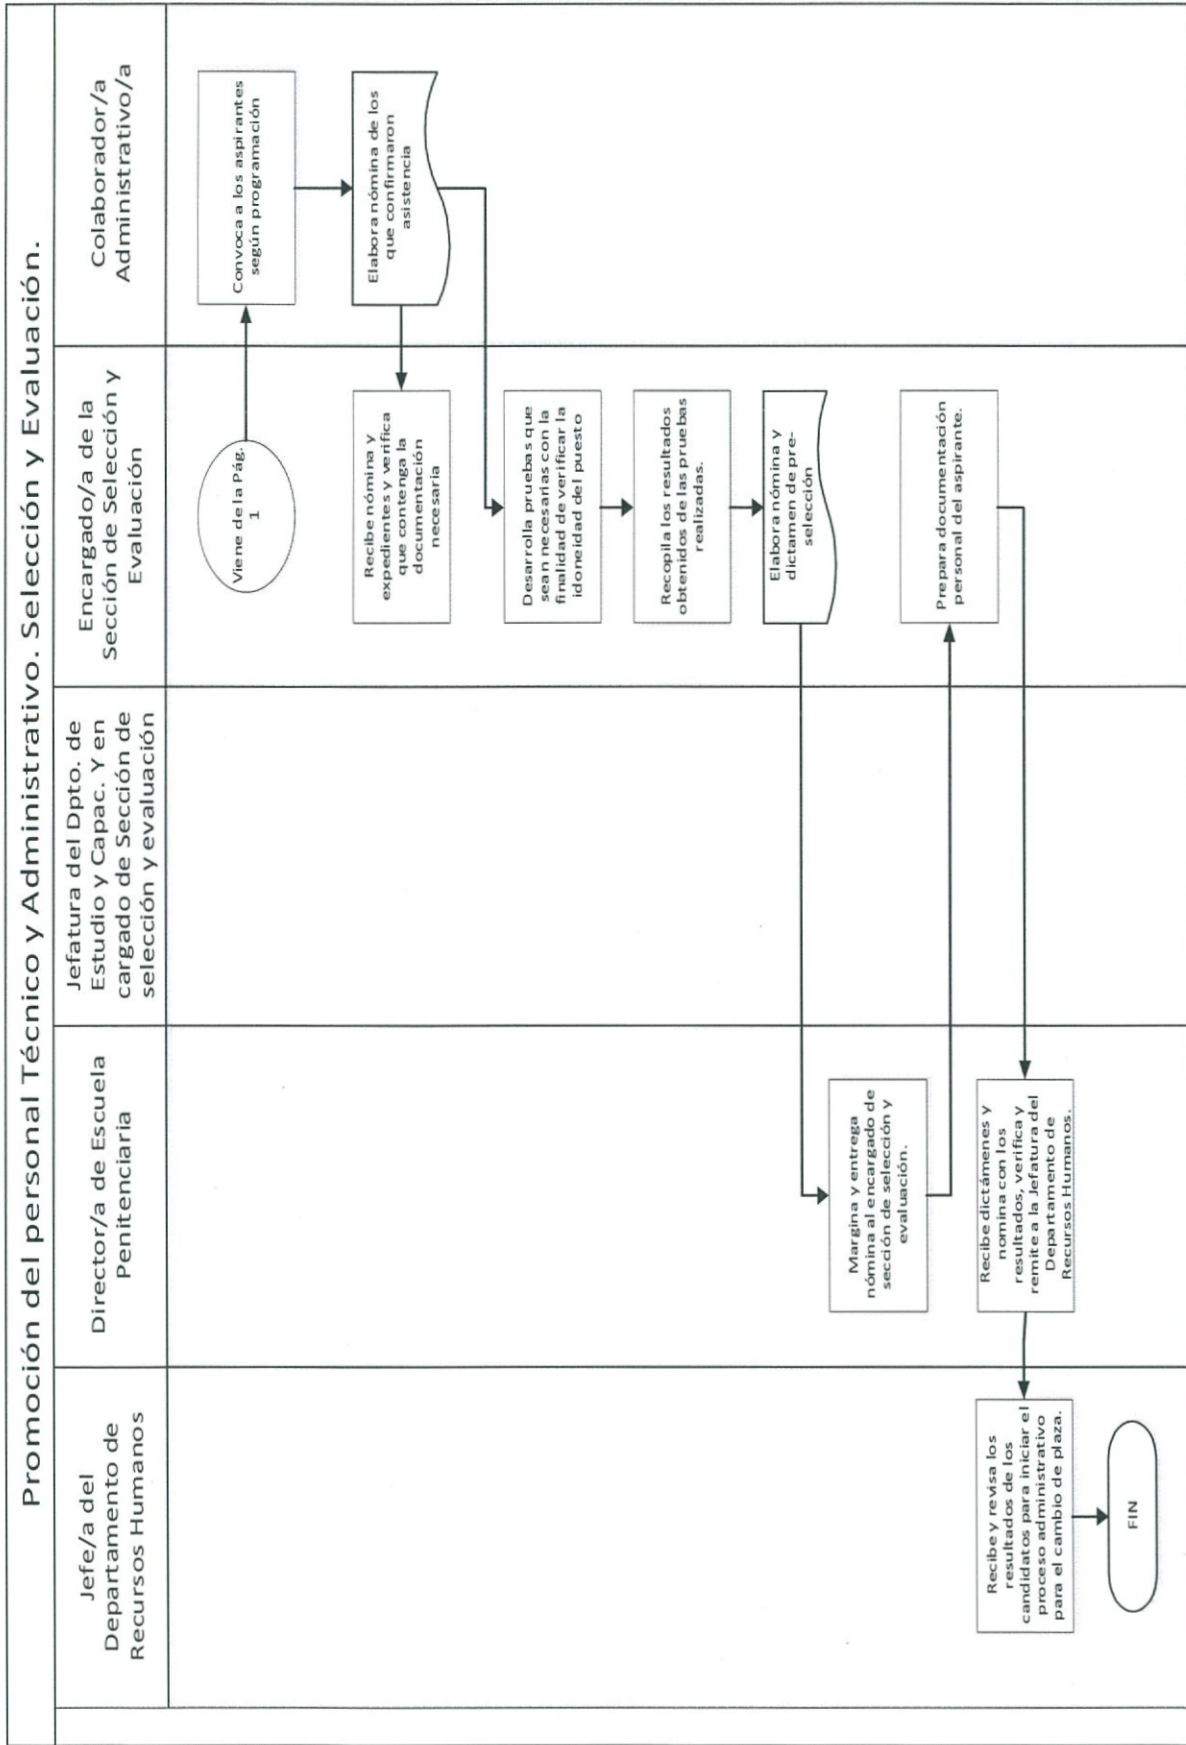 Promoción del personal Técnico y Administrativo. Selección y Evaluación.
Jefe/a del
Departamento de
Recursos Humanos
Director/a de Escuela
Penitenciaria
Jefatura del Dpto. de
Estudio y Capac. Y en
cargado de Sección de
selección y evaluación
Encargado/a de la
Sección de Selección y
Evaluación
Colaborador/a
Administrativo/a
Viene de la Pág.
1
Convoca a los aspirantes
según programación
Elabora nómina de los
que confirmaron
asistencia
Recibe nómina y
expedientes y verifica
que contenga la
documentación
necesaria
Desarrolla pruebas que
sean necesarias con la
finalidad de verificar la
idoneidad del puesto
Recopila los resultados
obtenidos de las pruebas
realizadas.
Elabora nómina y
dictamen de pre-
selección
Margina y entrega
nómina al encargado de
sección de selección y
evaluación.
Prepara documentación
personal del aspirante.
Recibe dictámenes y
nomina con los
resultados, verifica y
remite a la Jefatura del
Departamento de
Recursos Humanos.
Recibe y revisa los
resultados de los
candidatos para iniciar el
proceso administrativo
para el cambio de plaza.
FIN